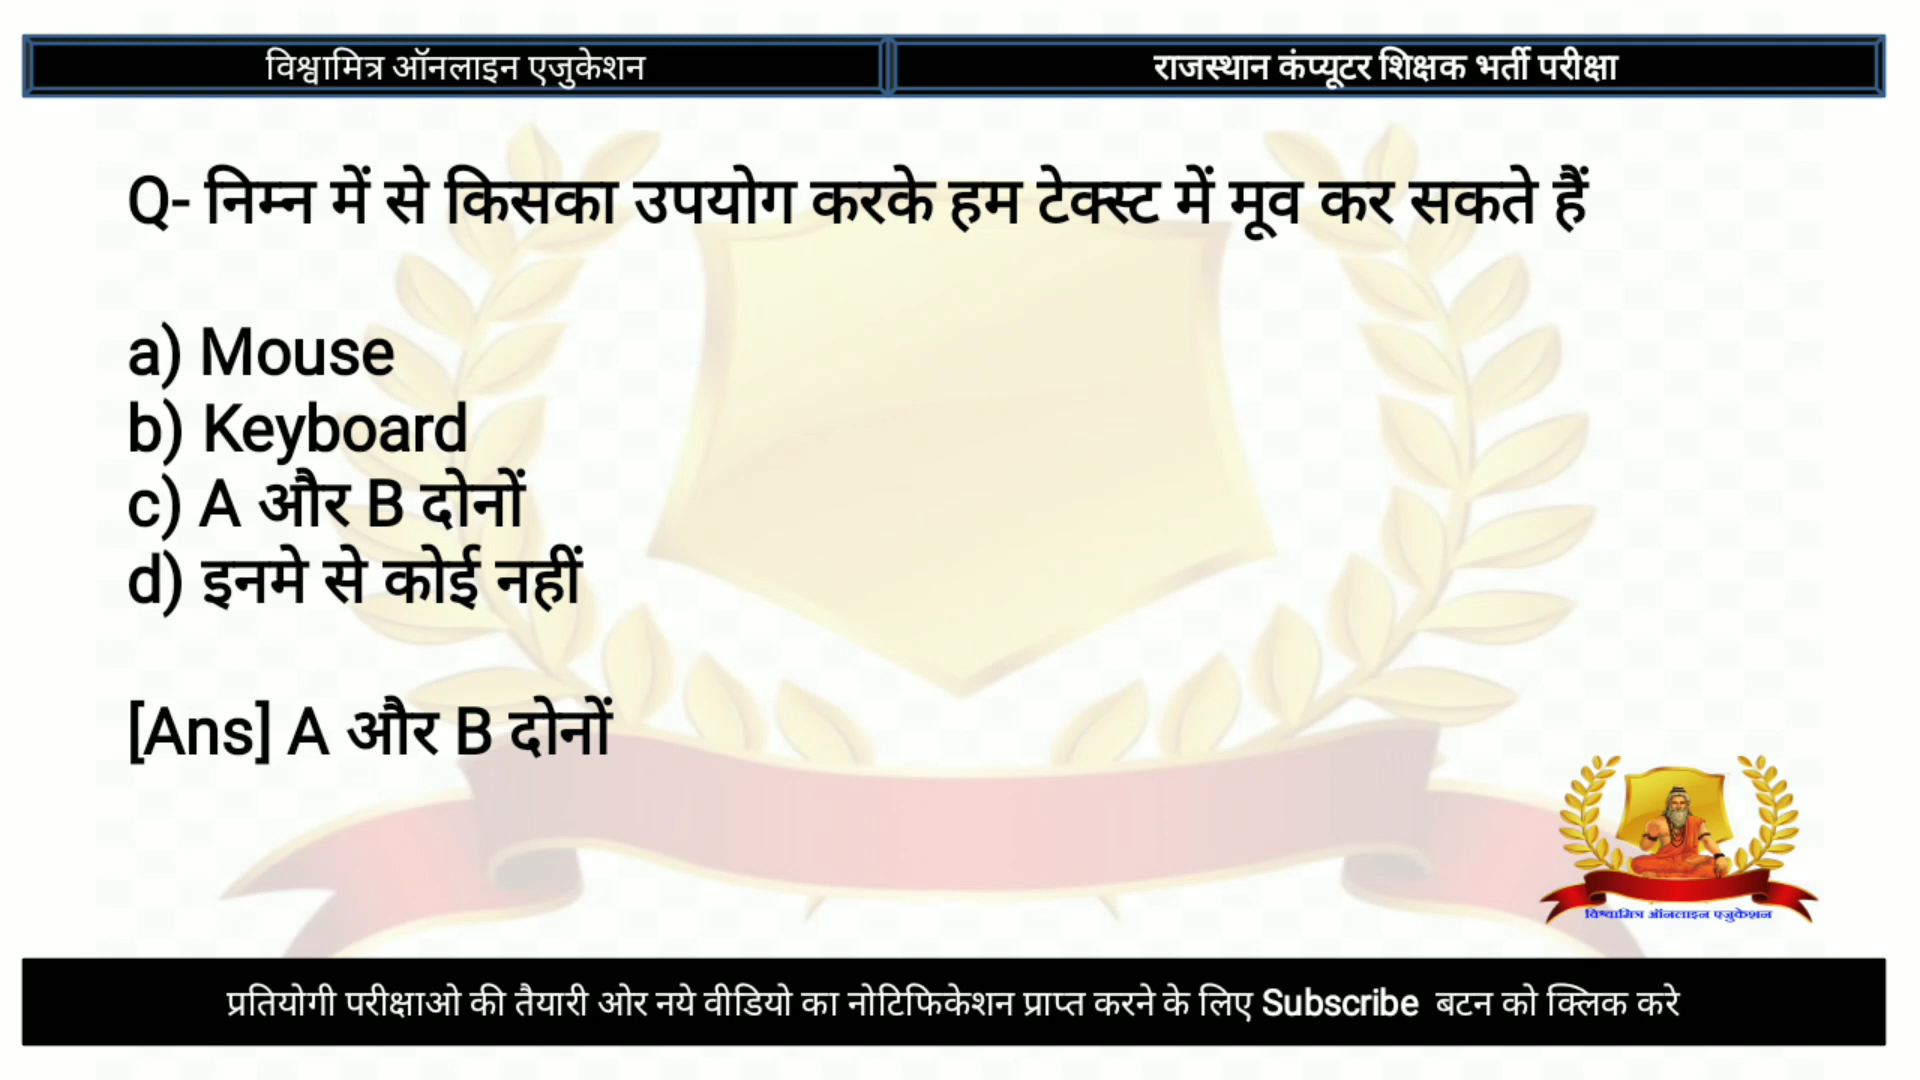 विश्वामित्र ऑनलाइन एजुकेशन
राजस्थान कंप्यूटर शिक्षक भर्ती परीक्षा
Q- निम्न में से किसका उपयोग करके हम टेक्स्ट में मूव कर सकते हैं
a) Mouse
b) Keyboard
c) A और B दोनों
d) इनमे से कोई नहीं
[Ans] A और B दोनों
विश्वामित्र ऑनलाइन एजुकेशन
प्रतियोगी परीक्षाओ की तैयारी ओर नये वीडियो का नोटिफिकेशन प्राप्त करने के लिए Subscribe बटन को क्लिक करे